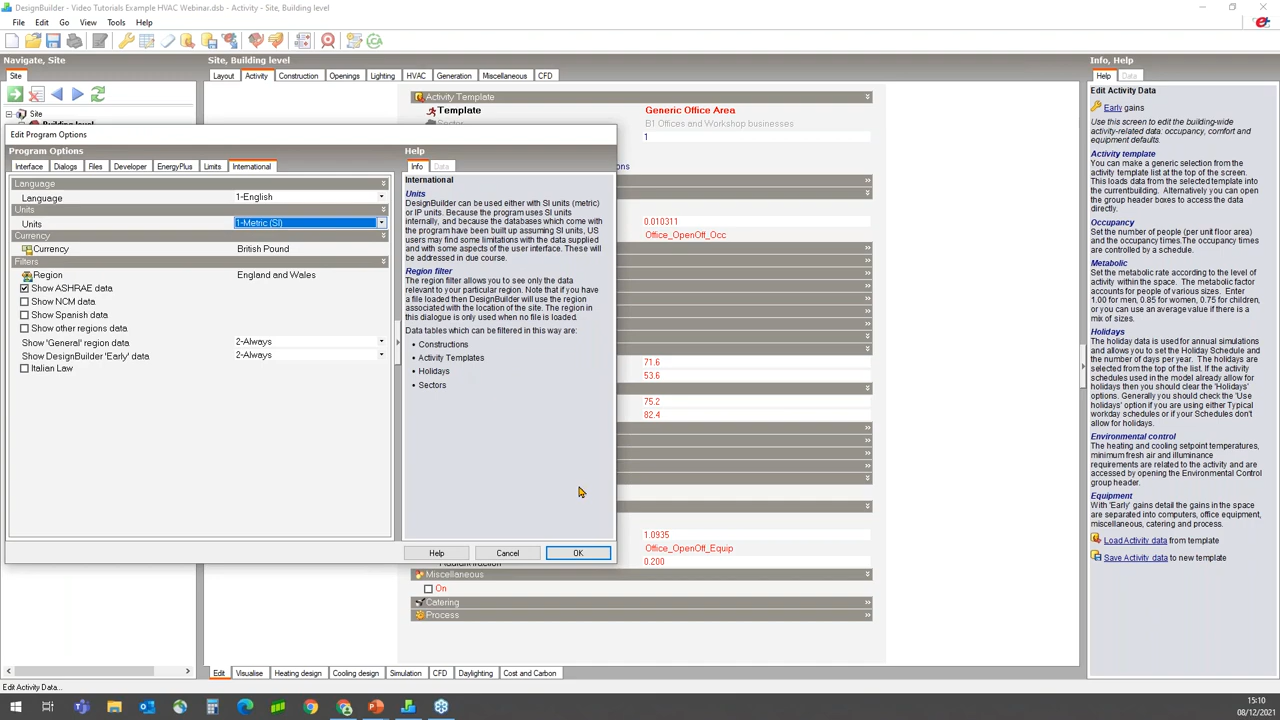 DesignBuilder - Video Tutorials Example HVAC Webinar.dsb - Activity - Site, Building level
File Edit Go View Tools Help
Navigate, Site
Site
Site
Building level
Site, Building level
Layout Activity Construction Openings Lighting HVAC Generation Miscellaneous CFD
Activity Template
Template Generic Office Area
Sector B1 Offices and Workshop businesses
1
0.010311
Office_OpenOff_Occ
71.6
53.6
75.2
82.4
1.0935
Office_OpenOff_Equip
Radiant fraction 0.200
Miscellaneous
On
Catering
Process
Edit Program Options
Program Options
Interface Dialogs Files Developer EnergyPlus Limits International
Language
Language 1-English
Units
Units 1-Metric (SI)
Currency
Currency British Pound
Filters
Region England and Wales
Show ASHRAE data
Show NCM data
Show Spanish data
Show other regions data
Show 'General' region data 2-Always
Show DesignBuilder 'Early' data 2-Always
Italian Law
Help
Info Data
International
Units
DesignBuilder can be used either with SI units (metric)
or IP units. Because the program uses SI units
internally, and because the databases which come with
the program have been built up assuming SI units, US
users may find some limitations with the data supplied
and with some aspects of the user interface. These will
be addressed in due course.
Region filter
The region filter allows you to see only the data
relevant to your particular region. Note that if you have
a file loaded then DesignBuilder will use the region
associated with the location of the site. The region in
this dialogue is only used when no file is loaded.
Data tables which can be filtered in this way are:
• Constructions
• Activity Templates
• Holidays
• Sectors
Help Cancel OK
Info, Help
Help Data
Edit Activity Data
Early gains
Use this screen to edit the building-wide
activity-related data: occupancy, comfort and
equipment defaults.
Activity template
You can make a generic selection from the
activity template list at the top of the screen.
This loads data from the selected template into
the currentbuilding. Alternatively you can open
the group header boxes to access the data
directly.
Occupancy
Set the number of people (per unit floor area)
and the occupancy times.The occupancy times
are controlled by a schedule.
Metabolic
Set the metabolic rate according to the level of
activity within the space. The metabolic factor
accounts for people of various sizes. Enter
1.00 for men, 0.85 for women, 0.75 for children,
or you can use an average value if there is a
mix of sizes.
Holidays
The holiday data is used for annual simulations
and allows you to set the Holiday Schedule and
the number of days per year. The holidays are
selected from the top of the list. If the activity
schedules used in the model already allow for
holidays then you should clear the 'Holidays'
options. Generally you should check the 'Use
holidays' option if you are using either Typical
workday schedules or if your Schedules don't
allow for holidays.
Environmental control
The heating and cooling setpoint temperatures,
minimum fresh air and illuminance
requirements are related to the activity and are
accessed by opening the Environmental Control
group header.
Equipment
With 'Early' gains detail the gains in the space
are separated into computers, office equipment,
miscellaneous, catering and process.
Load Activity data from template
Save Activity data to new template
Edit Visualise Heating design Cooling design Simulation CFD Daylighting Cost and Carbon
Edit Activity Data...
15:10
08/12/2021